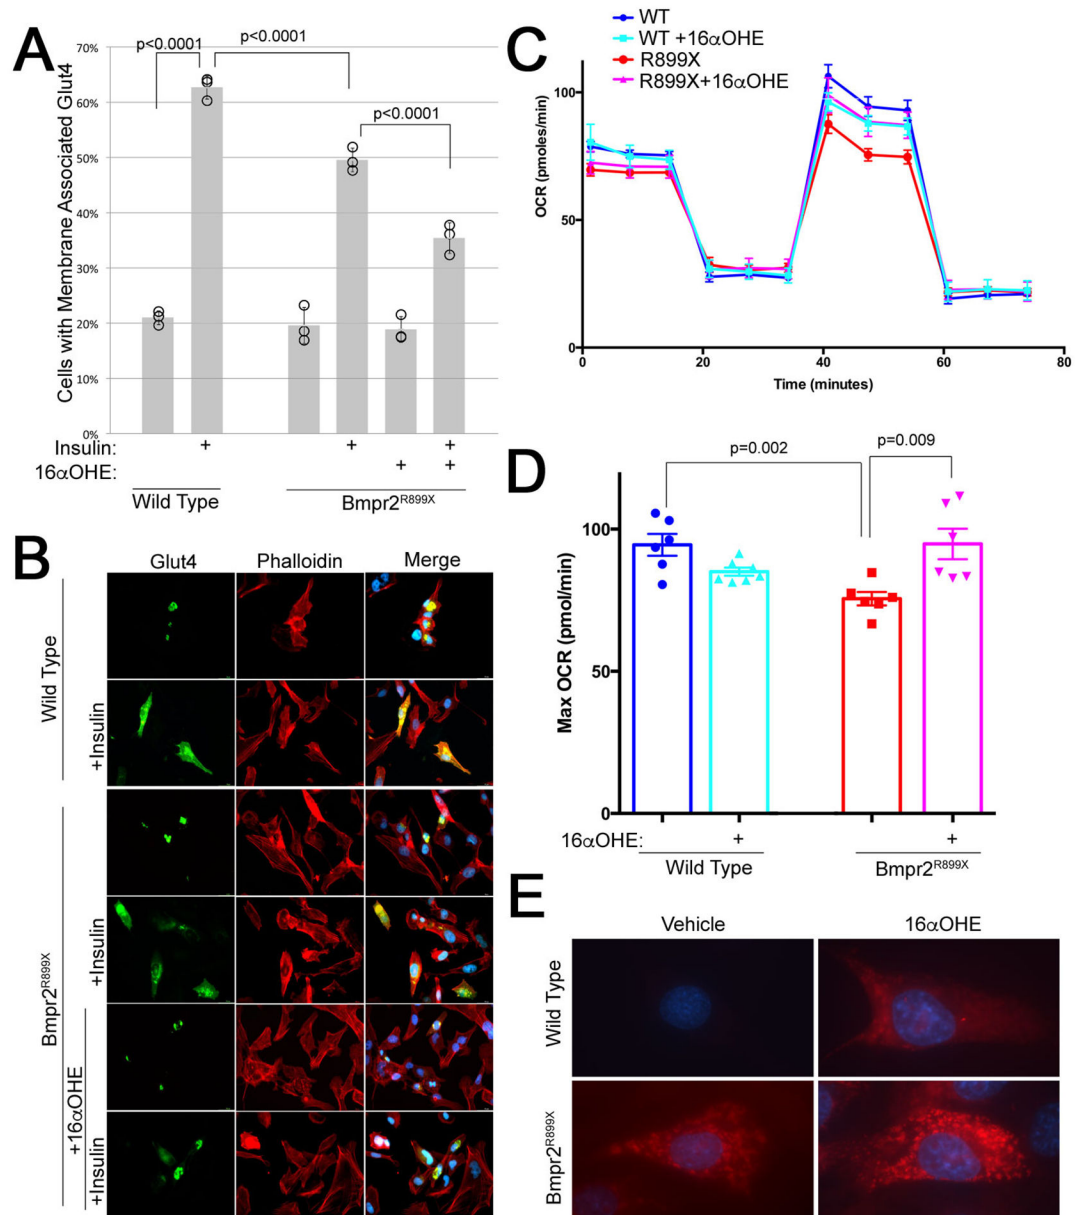 A
p<0.0001
p<0.0001
p<0.0001
Cells with Membrane Associated Glut4
70%
60%
50%
40%
30%
20%
10%
0%
Insulin: + + +
16αOHE: + +
Wild Type
Bmpr2R899X
B
Glut4
Phalloidin
Merge
Wild Type
+Insulin
Bmpr2R899X
+Insulin
+16αOHE
+Insulin
C
WT
WT +16αOHE
R899X
R899X+16αOHE
OCR (pmoles/min)
100
50
0
0 20 40 60 80
Time (minutes)
D
p=0.002
p=0.009
Max OCR (pmol/min)
100
50
0
16αOHE: + +
Wild Type
Bmpr2R899X
E
Vehicle
16αOHE
Wild Type
Bmpr2R899X